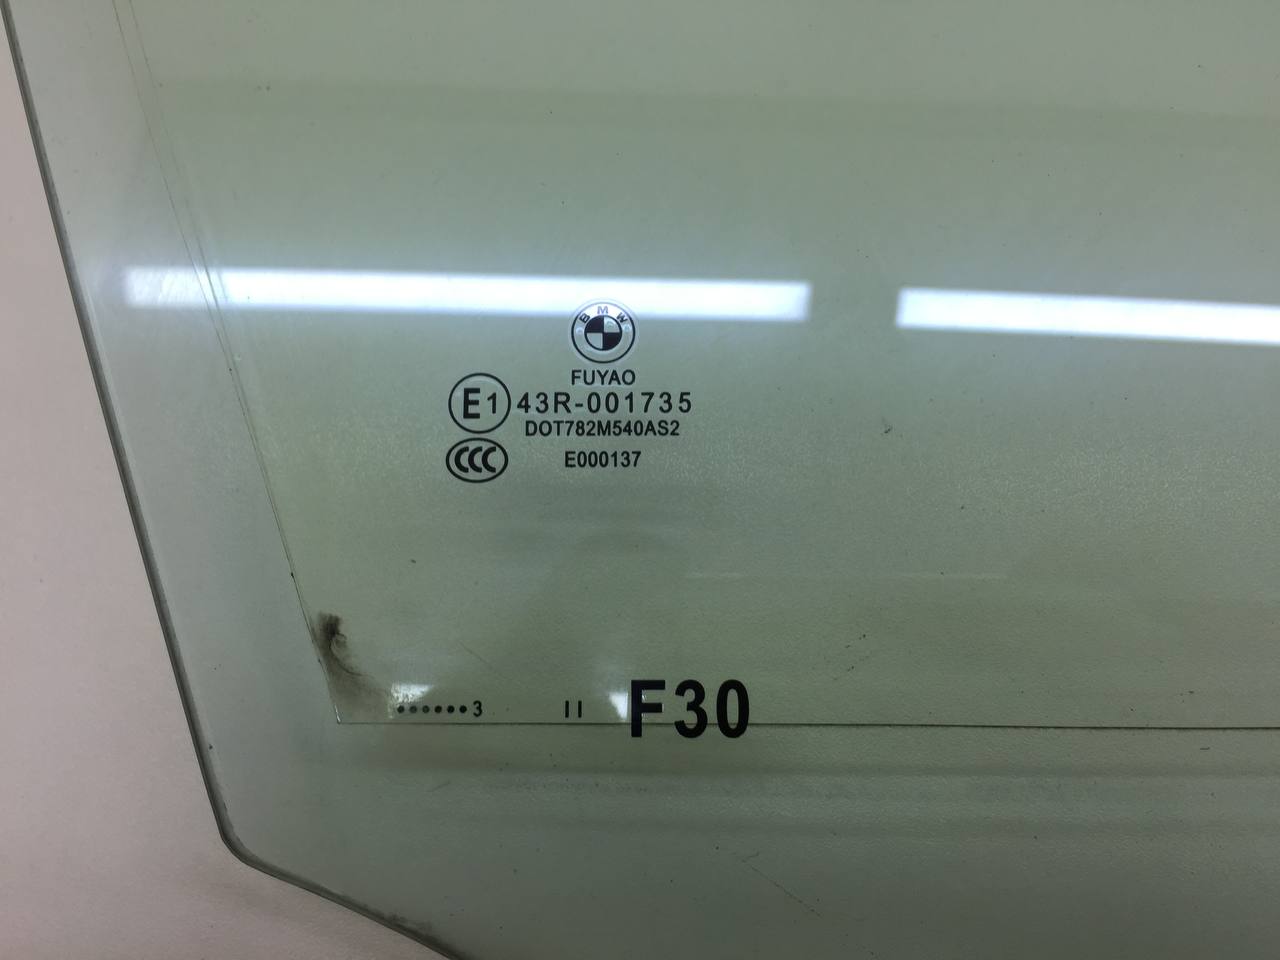 BMW
FUYAO
E1 43R-001735
DOT782M540AS2
CCC E000137
••••••3 II F30